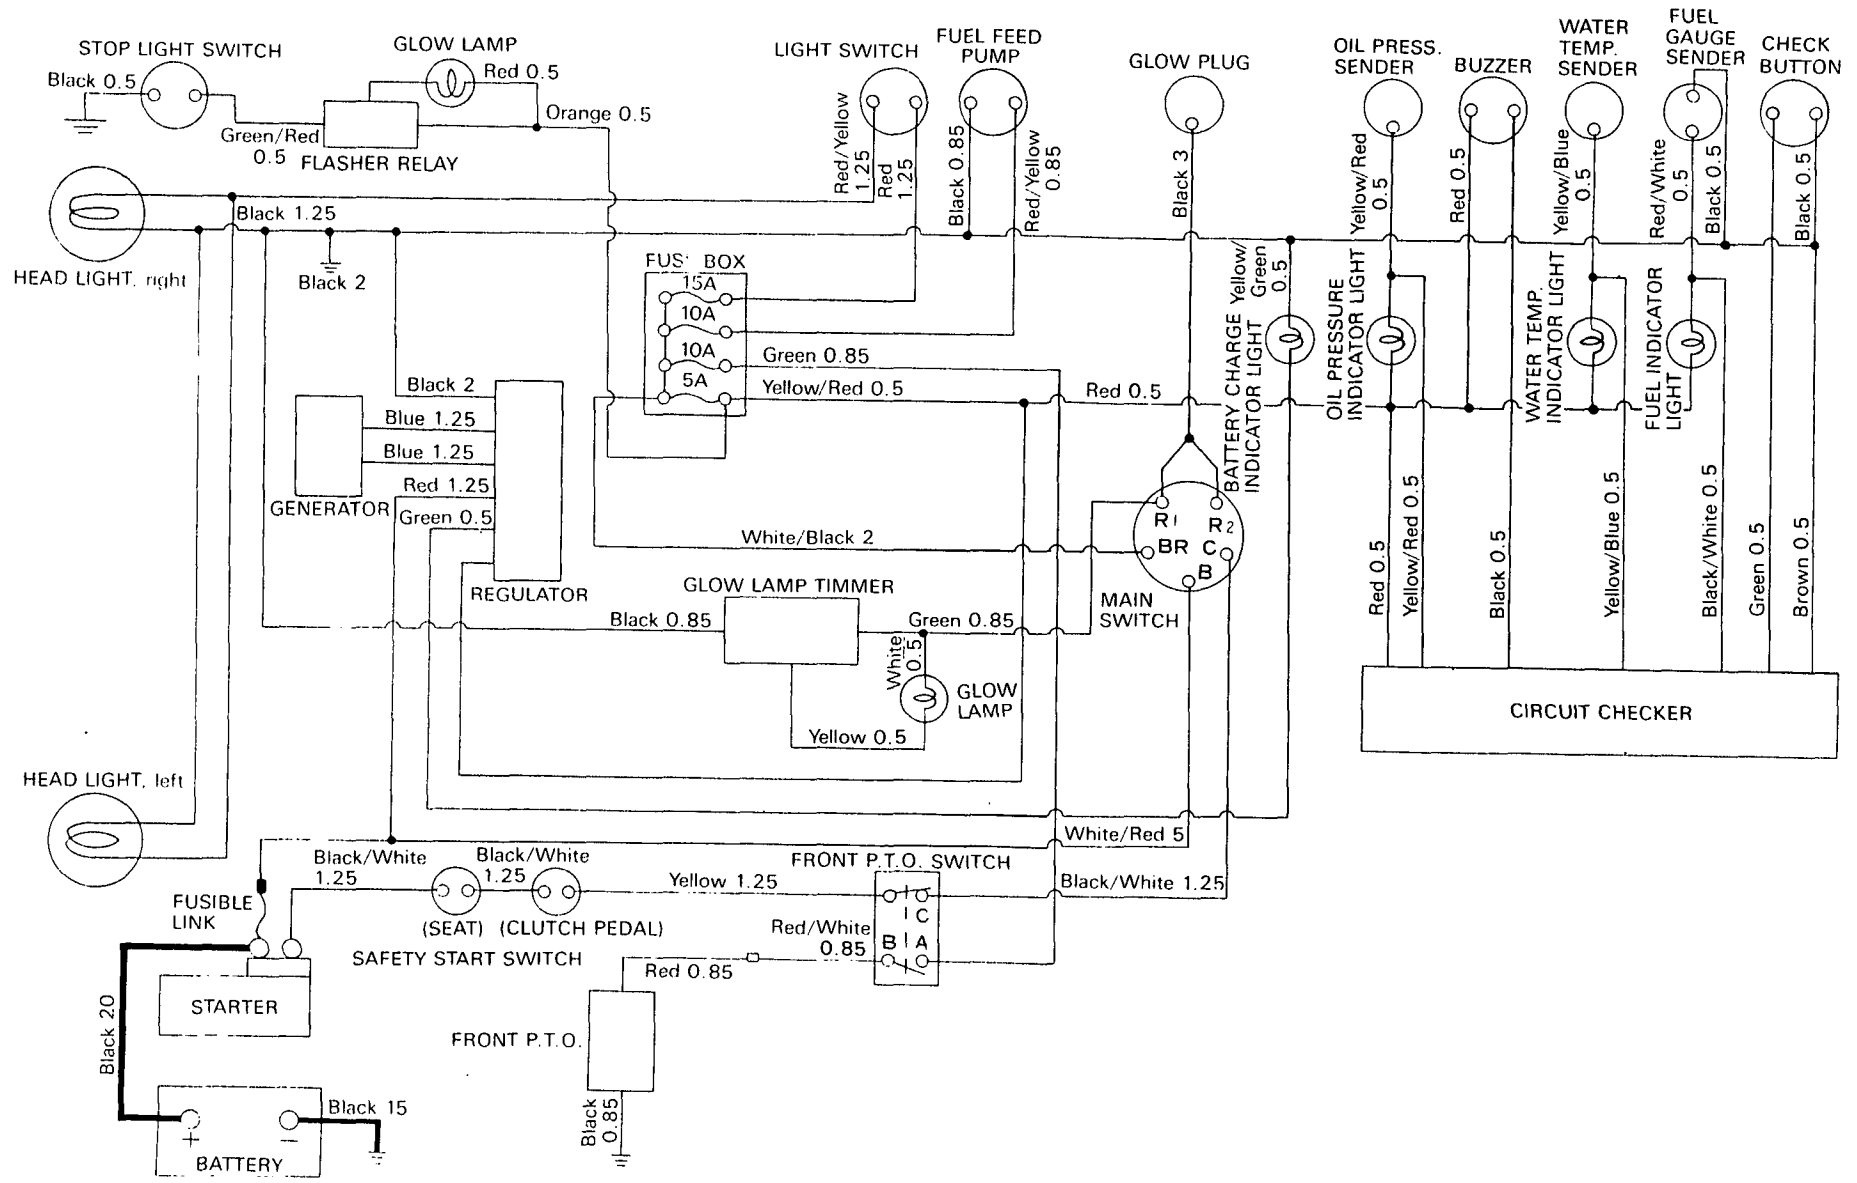 STOP LIGHT SWITCH
Black 0.5
Green/Red
0.5
GLOW LAMP
Red 0.5
Orange 0.5
FLASHER RELAY
LIGHT SWITCH
Red/Yellow
1.25
Red
1.25
FUEL FEED
PUMP
Black 0.85
Red/Yellow
0.85
GLOW PLUG
Black 3
OIL PRESS.
SENDER
Yellow/Red
0.5
BUZZER
Red 0.5
WATER
TEMP.
SENDER
Yellow/Blue
0.5
FUEL
GAUGE
SENDER
Red/White
0.5
Black 0.5
CHECK
BUTTON
Black 0.5
HEAD LIGHT, right
Black 1.25
Black 2
FUS BOX
15A
10A
10A
5A
Green 0.85
Yellow/Red 0.5
Red 0.5
BATTERY CHARGE
INDICATOR LIGHT
Yellow/
Green
0.5
OIL PRESSURE
INDICATOR LIGHT
WATER TEMP.
INDICATOR LIGHT
FUEL INDICATOR
LIGHT
Black 2
Blue 1.25
Blue 1.25
Red 1.25
Green 0.5
GENERATOR
REGULATOR
White/Black 2
R1
R2
BR
C
B
MAIN
SWITCH
GLOW LAMP TIMMER
Black 0.85
Green 0.85
White
0.5
GLOW
LAMP
Yellow 0.5
Red 0.5
Yellow/Red 0.5
Black 0.5
Yellow/Blue 0.5
Black/White 0.5
Green 0.5
Brown 0.5
CIRCUIT CHECKER
HEAD LIGHT, left
White/Red 5
Black/White
1.25
Black/White
1.25
Yellow 1.25
FRONT P.T.O. SWITCH
Black/White 1.25
C
B
A
FUSIBLE
LINK
(SEAT)
(CLUTCH PEDAL)
SAFETY START SWITCH
Red/White
0.85
Red 0.85
STARTER
Black 20
FRONT P.T.O.
Black
0.85
Black 15
+
−
BATTERY